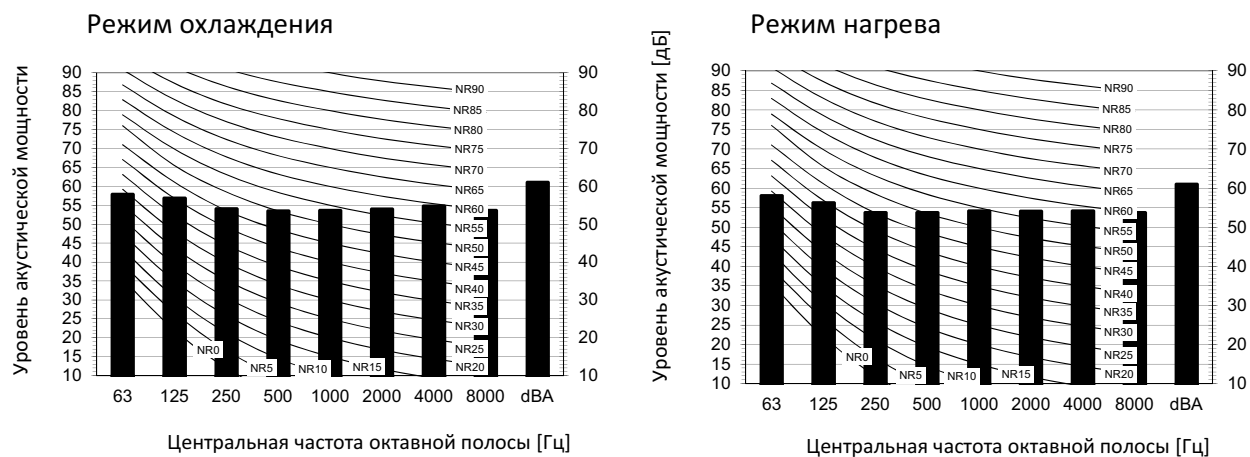 Режим охлаждения
Уровень акустической мощности
90 85 80 75 70 65 60 55 50 45 40 35 30 25 20 15 10
NR90
NR85
NR80
NR75
NR70
NR65
NR60
NR55
NR50
NR45
NR40
NR35
NR30
NR25
NR20
NR0 NR5 NR10 NR15
90 80 70 60 50 40 30 20 10
63 125 250 500 1000 2000 4000 8000 dBA
Центральная частота октавной полосы [Гц]
Режим нагрева
Уровень акустической мощности [дБ]
90 85 80 75 70 65 60 55 50 45 40 35 30 25 20 15 10
NR90
NR85
NR80
NR75
NR70
NR65
NR60
NR55
NR50
NR45
NR40
NR35
NR30
NR25
NR20
NR0 NR5 NR10 NR15
90 80 70 60 50 40 30 20 10
63 125 250 500 1000 2000 4000 8000 dBA
Центральная частота октавной полосы [Гц]